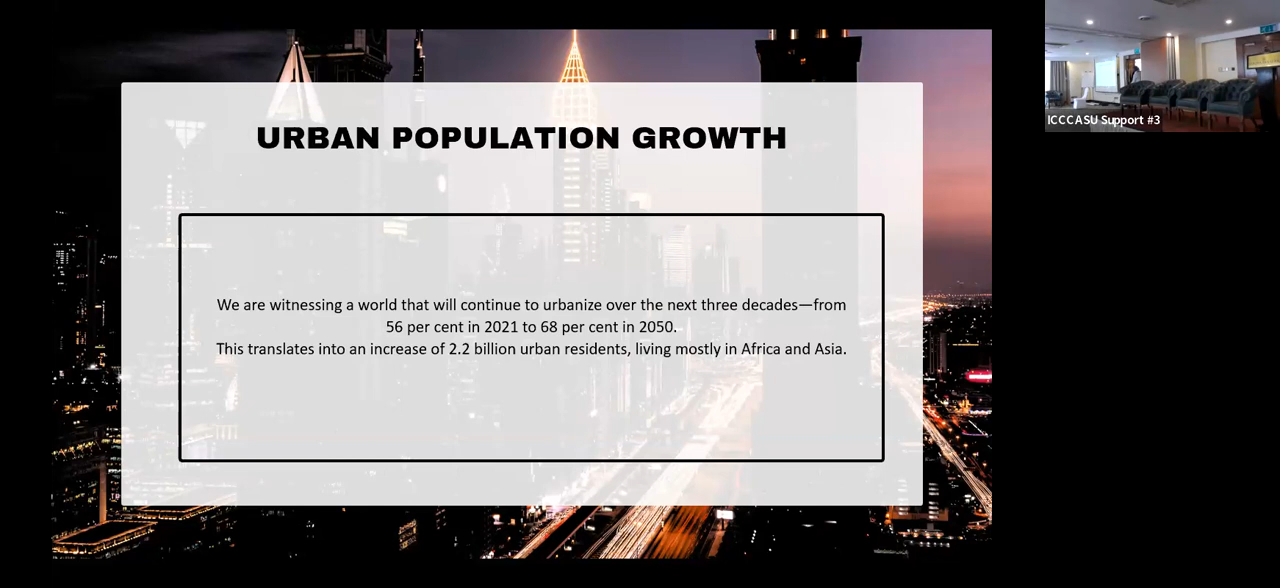 URBAN POPULATION GROWTH
We are witnessing a world that will continue to urbanize over the next three decades—from
56 per cent in 2021 to 68 per cent in 2050.
This translates into an increase of 2.2 billion urban residents, living mostly in Africa and Asia.
ICCCASU Support #3